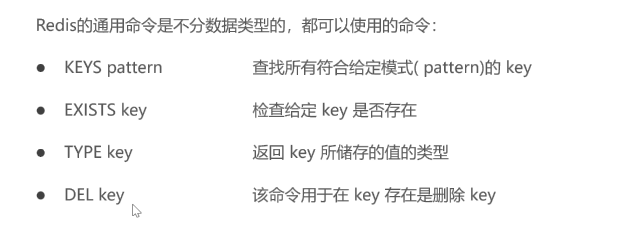 Redis的通用命令是不分数据类型的，都可以使用的命令：
● KEYS pattern 查找所有符合给定模式( pattern)的 key
● EXISTS key 检查给定 key 是否存在
● TYPE key 返回 key 所储存的值的类型
● DEL key 该命令用于在 key 存在是删除 key